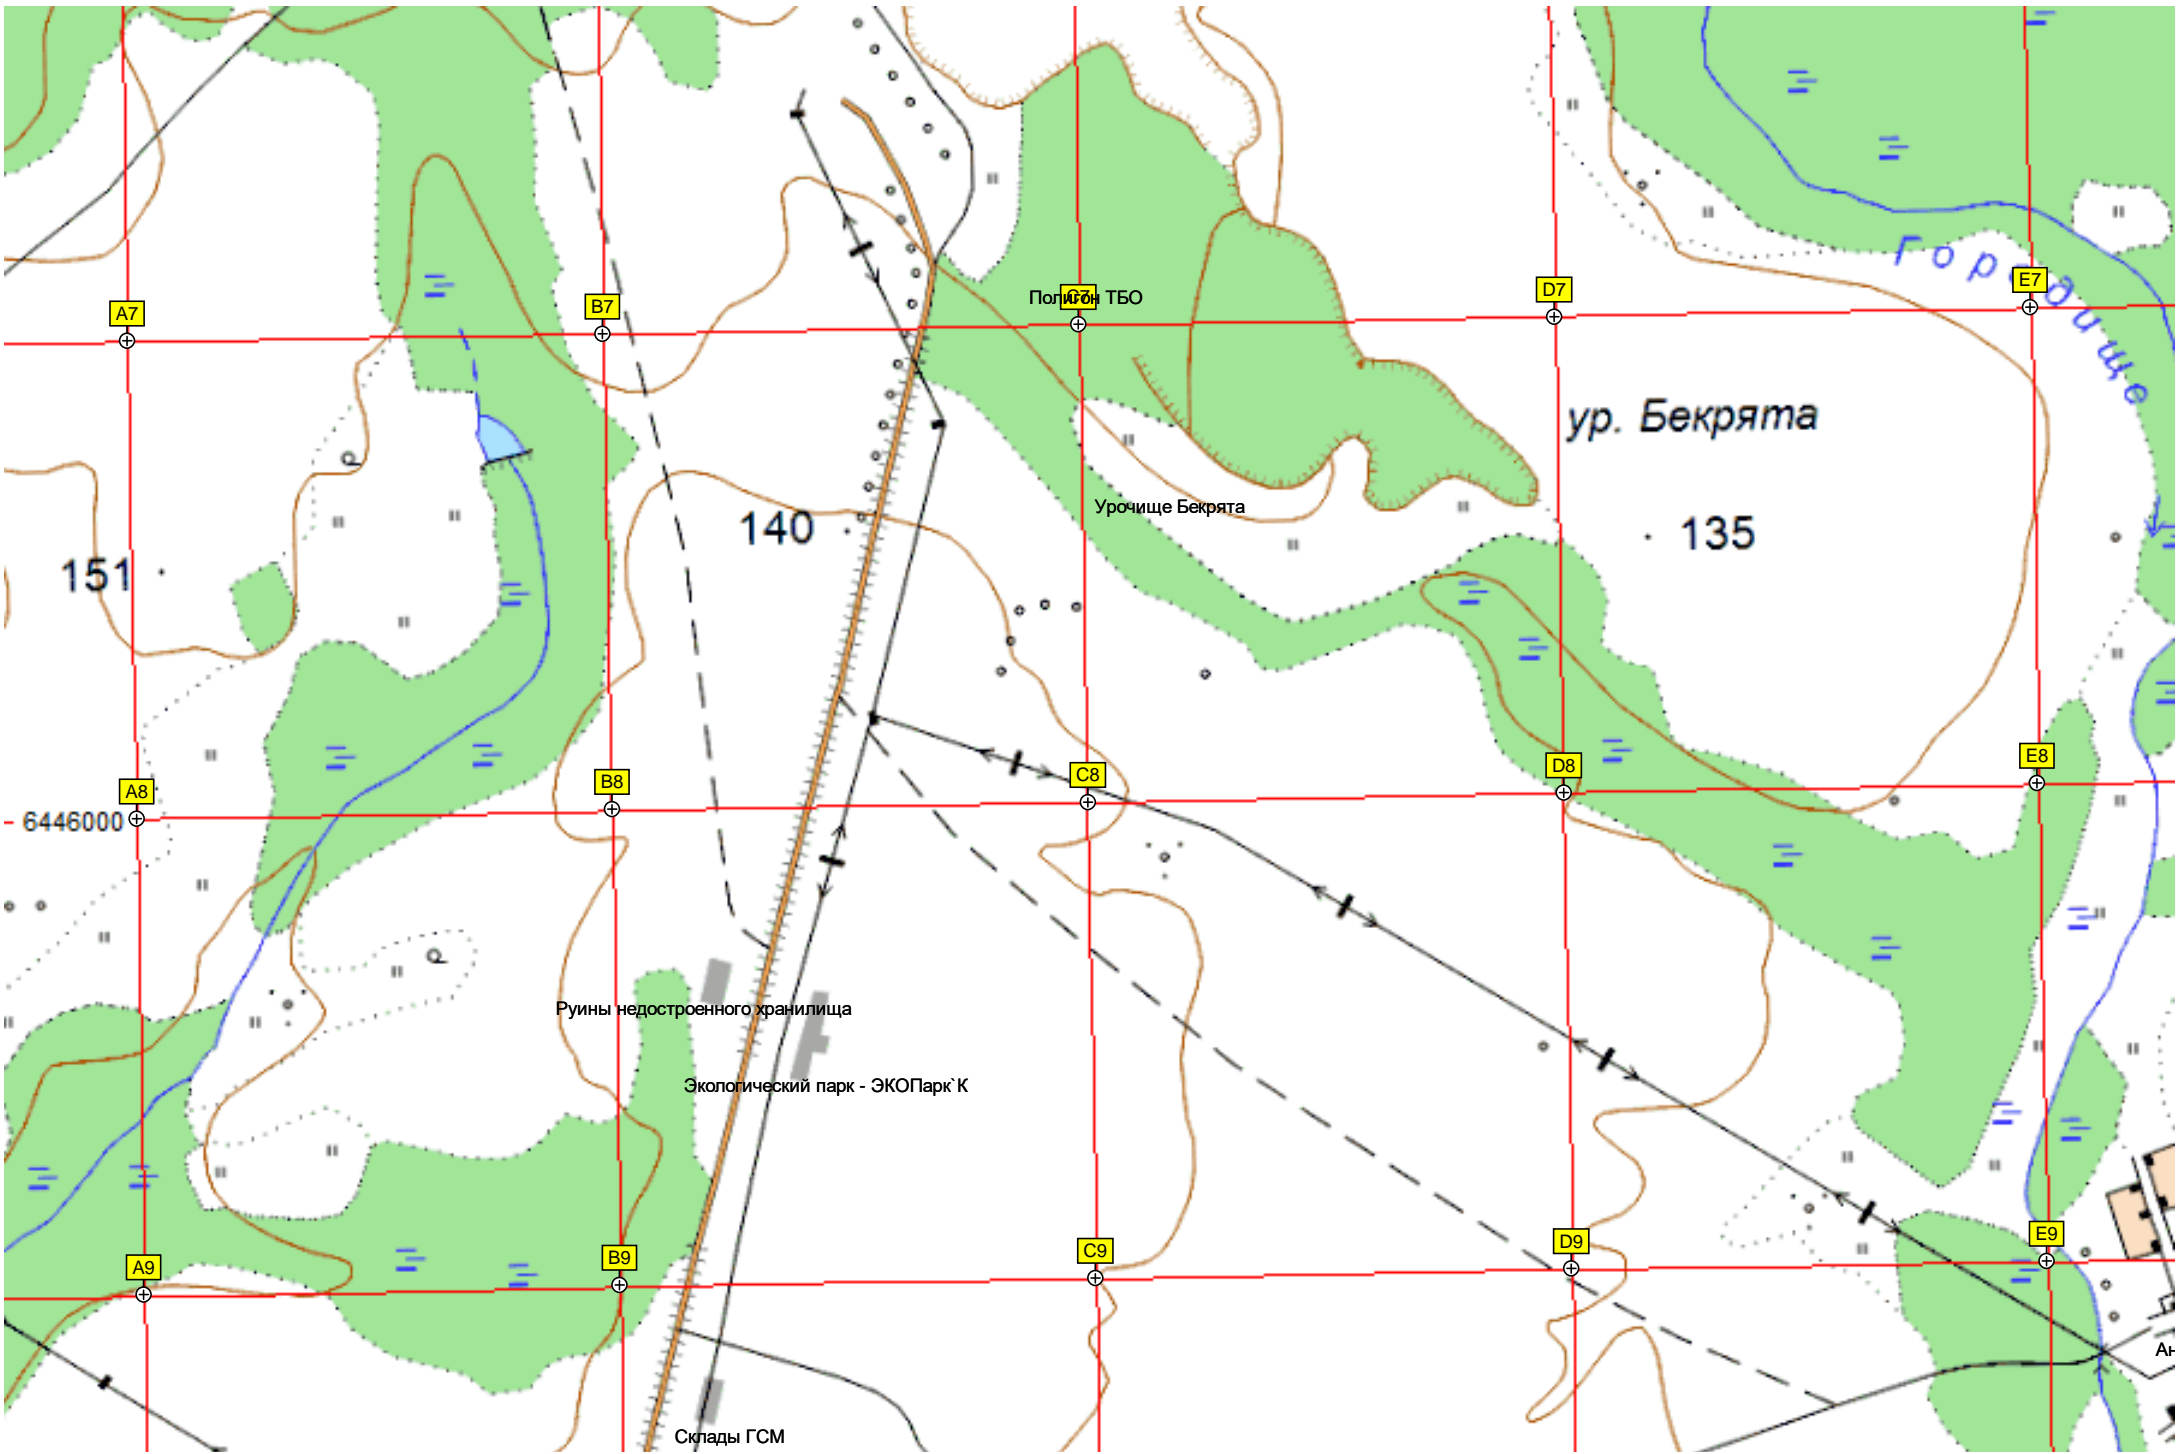 Городище
D7
E7
Полигон ТБО
C7
B7
A7
ур. Бекрята
Урочище Бекрята
140
135
151
E8
D8
C8
B8
A8
6446000
Руины недостроенного хранилища
Экологический парк - ЭКОПарк`К
E9
D9
C9
B9
A9
Ан
Склады ГСМ